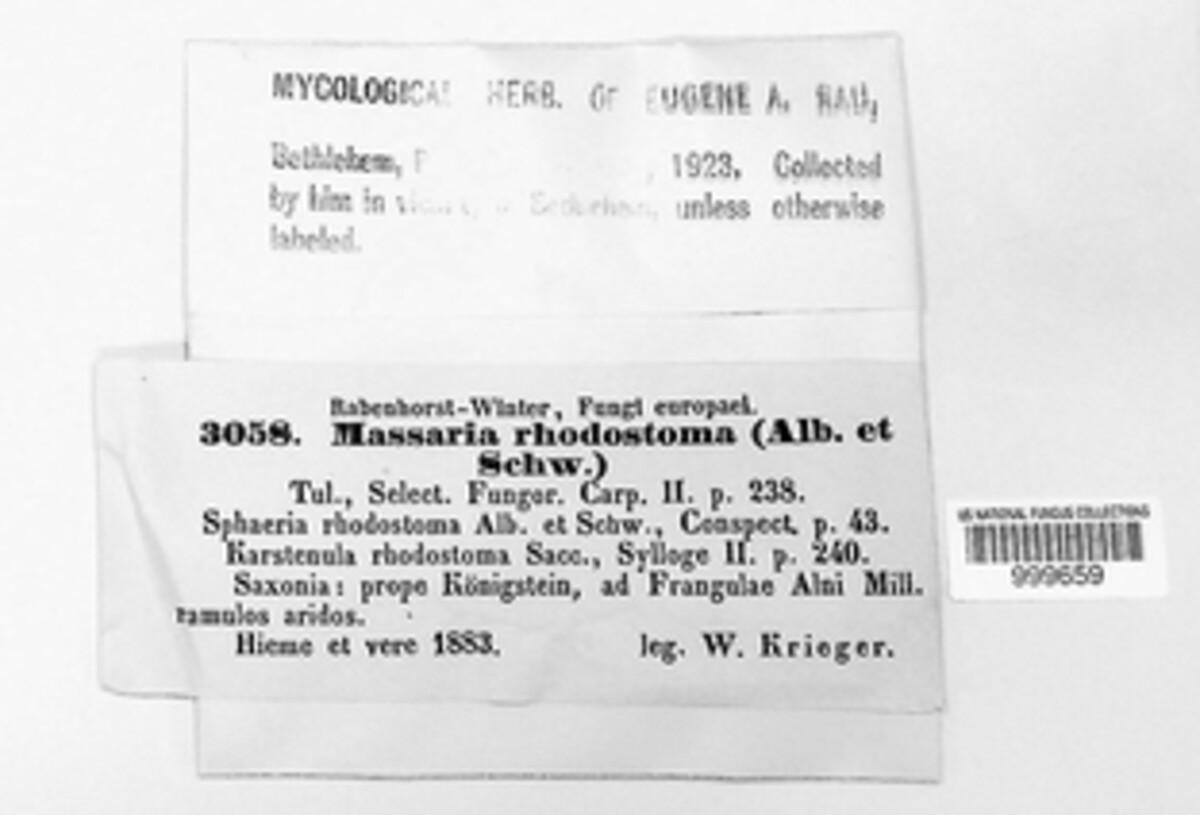 MYCOLOGICAL HERB. OF EUGENE A. RAU,
Bethlehem, 1923. Collected
by him in unless otherwise
labeled.
Rabenhorst-Winter, Fungi europaei.
3058. Massaria rhodostoma (Alb. et
Schw.)
Tul., Select. Fungor. Carp. II. p. 238.
Sphaeria rhodostoma Alb. et Schw., Conspect. p. 43.
Karstenula rhodostoma Sacc., Sylloge II. p. 240.
Saxonia: prope Königstein, ad Frangulae Alni Mill.
ramulos aridos.
Hieme et vere 1883. leg. W. Krieger.
US NATIONAL FUNGUS COLLECTIONS
999659